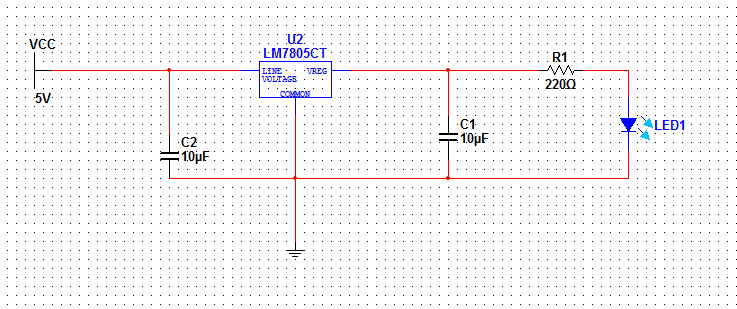 VCC
5V
U2
LM7805CT
LINE VREG
VOLTAGE
COMMON
C2
10µF
C1
10µF
R1
220Ω
LED1